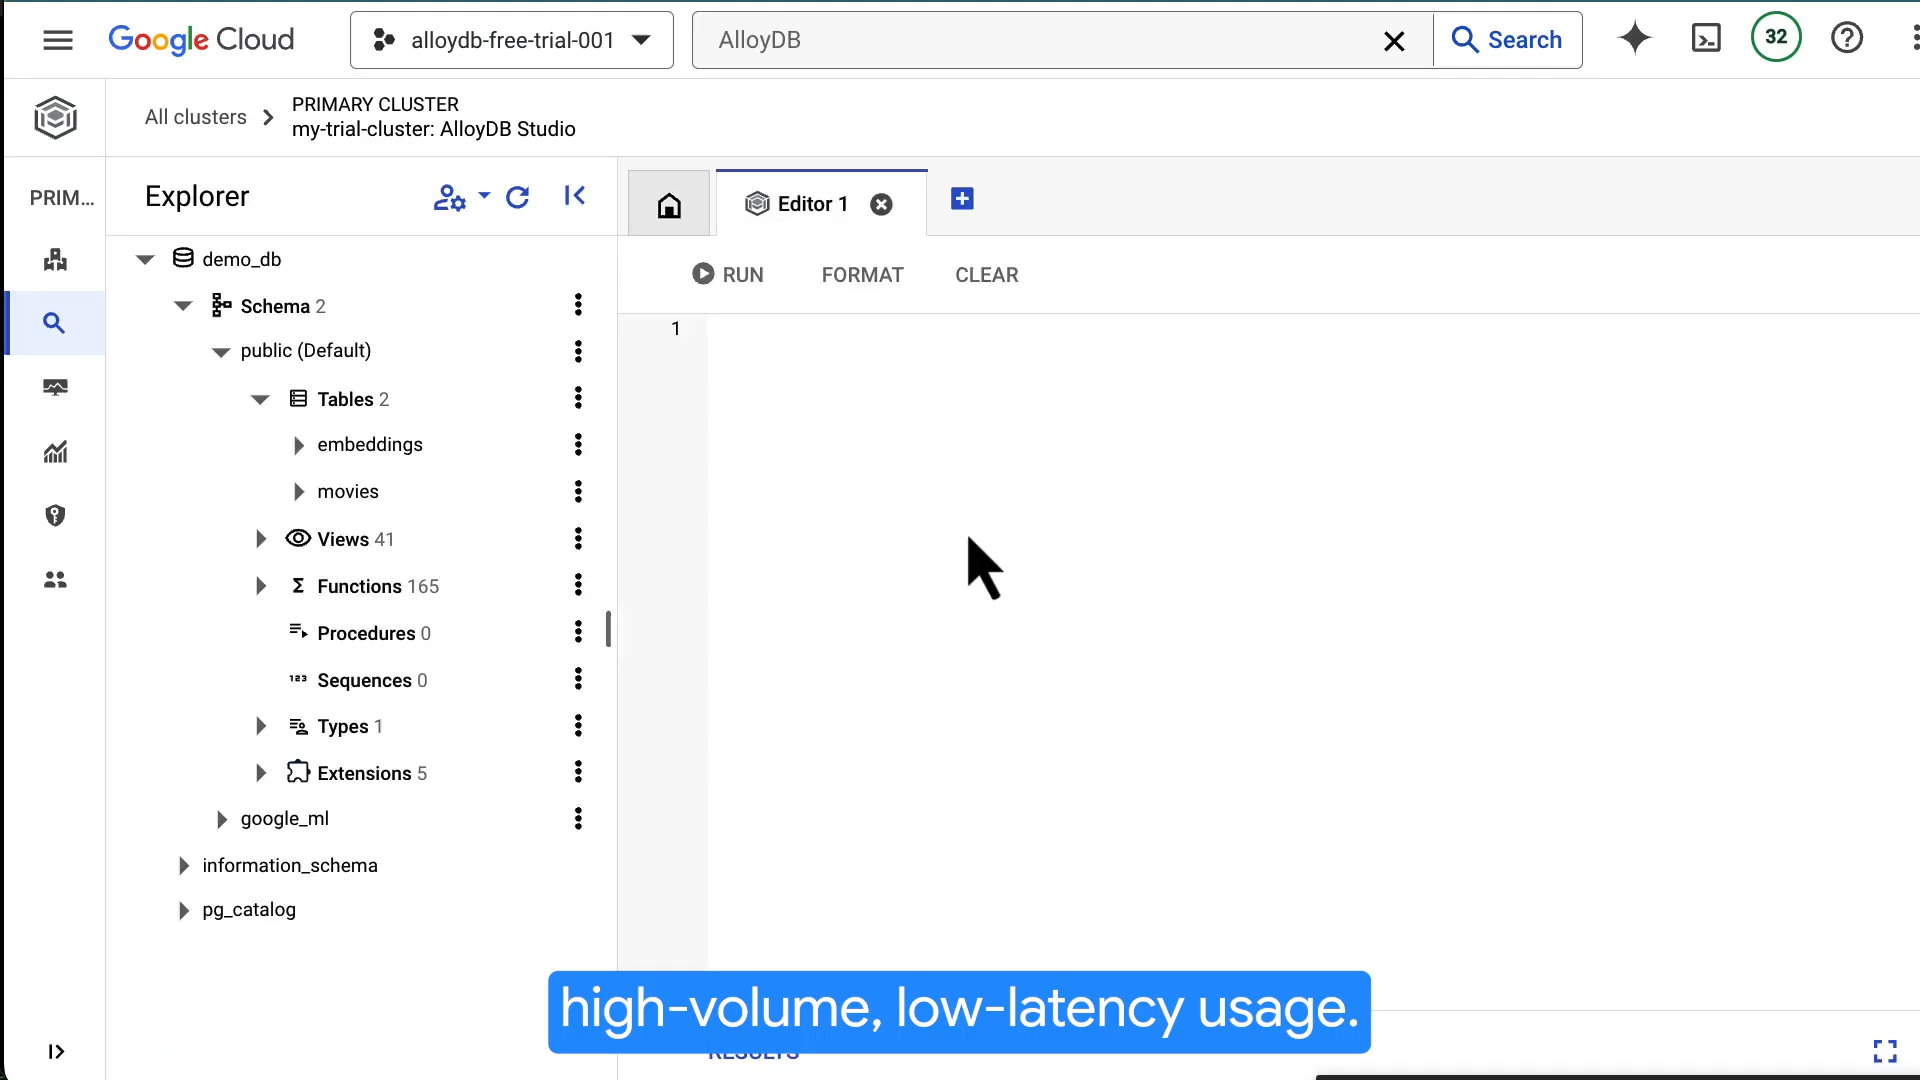 Google Cloud
alloydb-free-trial-001
AlloyDB
Search
32
All clusters
PRIMARY CLUSTER
my-trial-cluster: AlloyDB Studio
PRIM...
Explorer
Editor 1
demo_db
RUN
FORMAT
CLEAR
Schema 2
1
public (Default)
Tables 2
embeddings
movies
Views 41
Functions 165
Procedures 0
Sequences 0
Types 1
Extensions 5
google_ml
information_schema
pg_catalog
high-volume, low-latency usage.
RESULTS